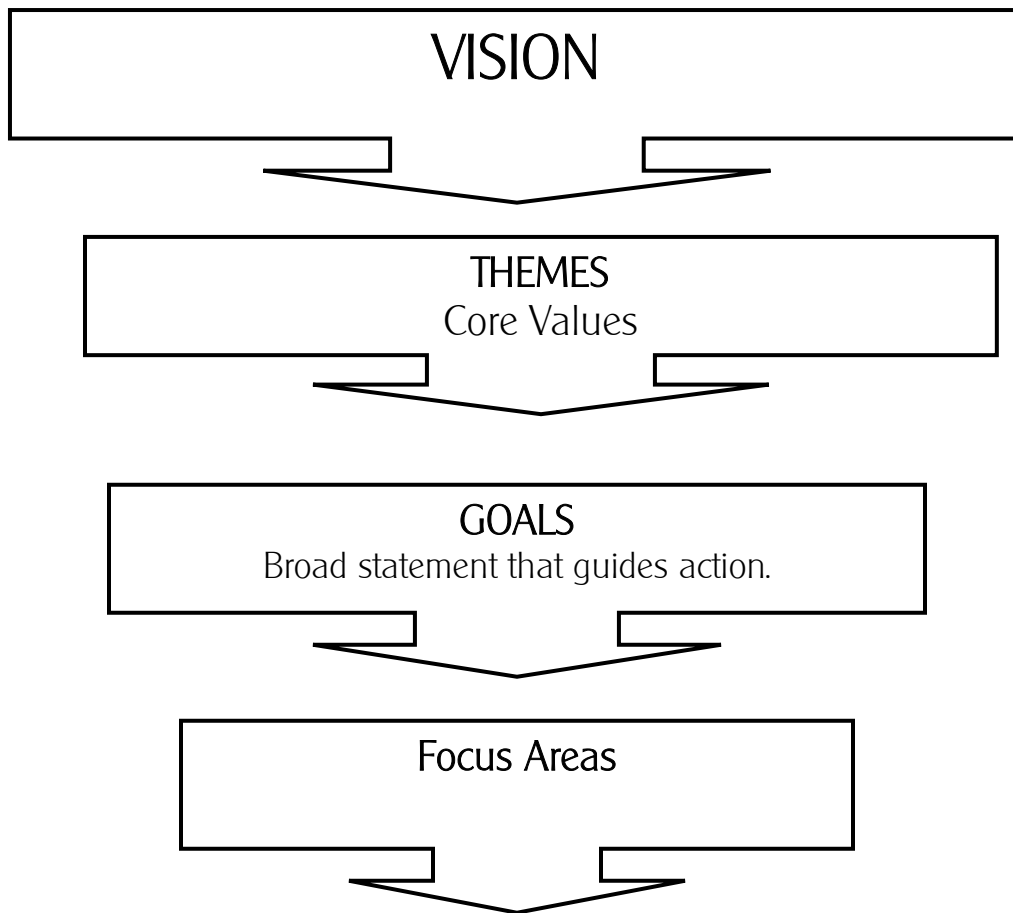 VISION
THEMES
Core Values
GOALS
Broad statement that guides action.
Focus Areas